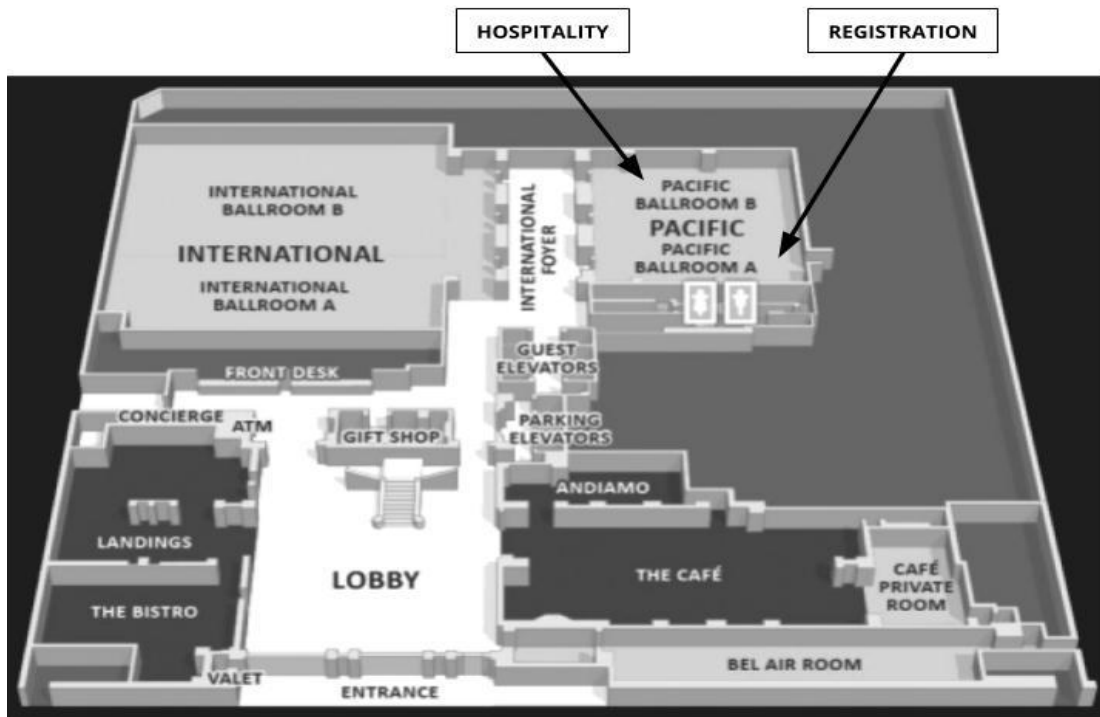 HOSPITALITY
REGISTRATION
INTERNATIONAL
BALLROOM B
INTERNATIONAL
INTERNATIONAL
BALLROOM A
INTERNATIONAL
FOYER
PACIFIC
BALLROOM B
PACIFIC
PACIFIC
BALLROOM A
GUEST
ELEVATORS
FRONT DESK
CONCIERGE
ATM
GIFT SHOP
PARKING
ELEVATORS
ANDIAMO
LANDINGS
LOBBY
THE CAFÉ
CAFÉ
PRIVATE
ROOM
THE BISTRO
VALET
ENTRANCE
BEL AIR ROOM